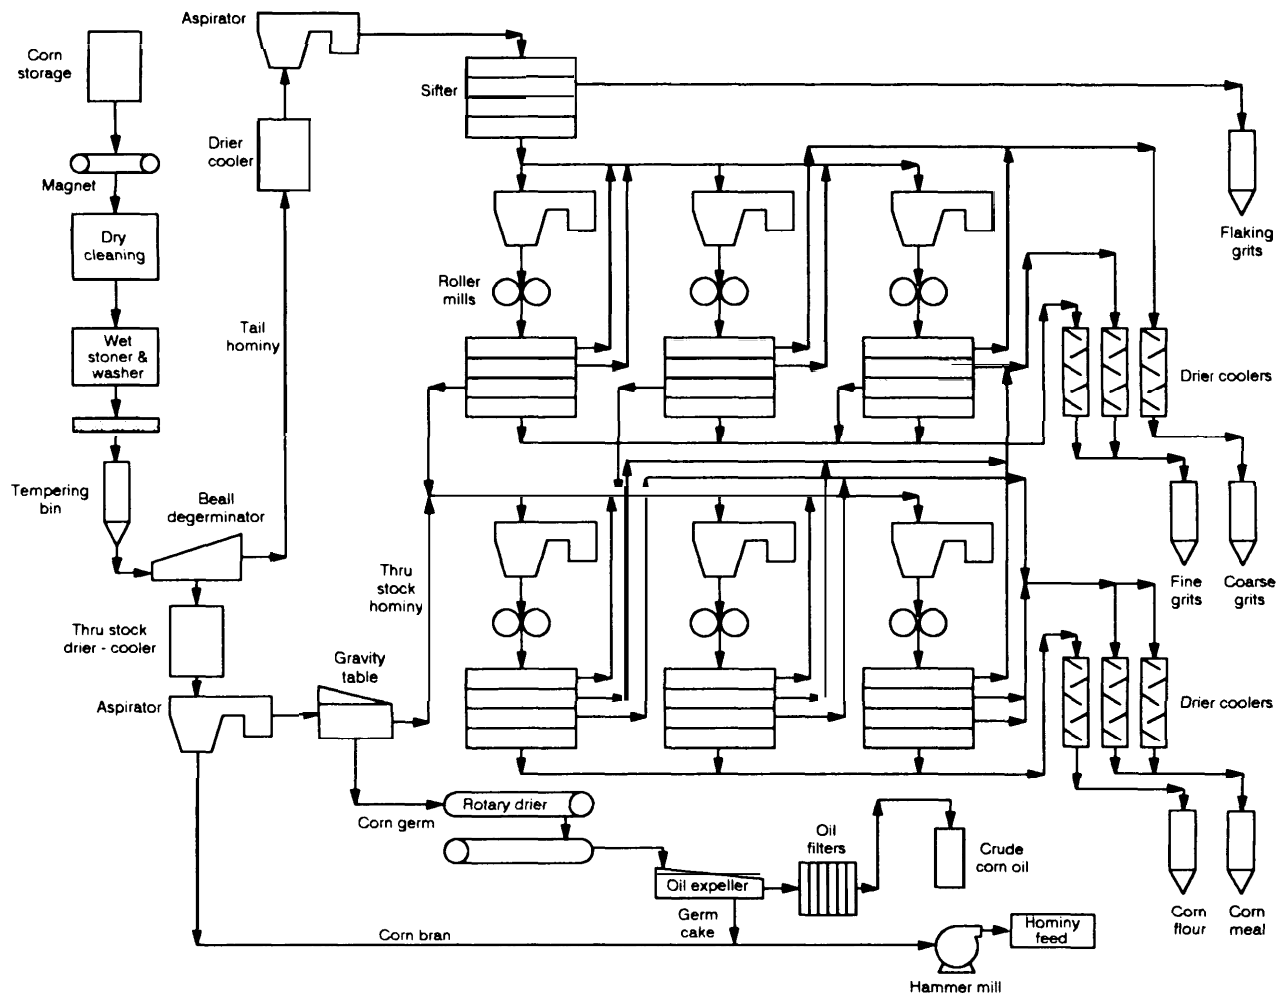 Aspirator
Corn
storage
Sifter
Drier
cooler
Magnet
Dry
cleaning
Flaking
grits
Roller
mills
Tail
hominy
Wet
stoner &
washer
Drier coolers
Tempering
bin
Beall
degerminator
Thru
stock
hominy
Fine
grits
Coarse
grits
Thru stock
drier - cooler
Gravity
table
Aspirator
Drier coolers
Rotary drier
Corn germ
Oil
filters
Crude
corn oil
Oil expeller
Germ
cake
Corn
flour
Corn
meal
Corn bran
Hominy
feed
Hammer mill